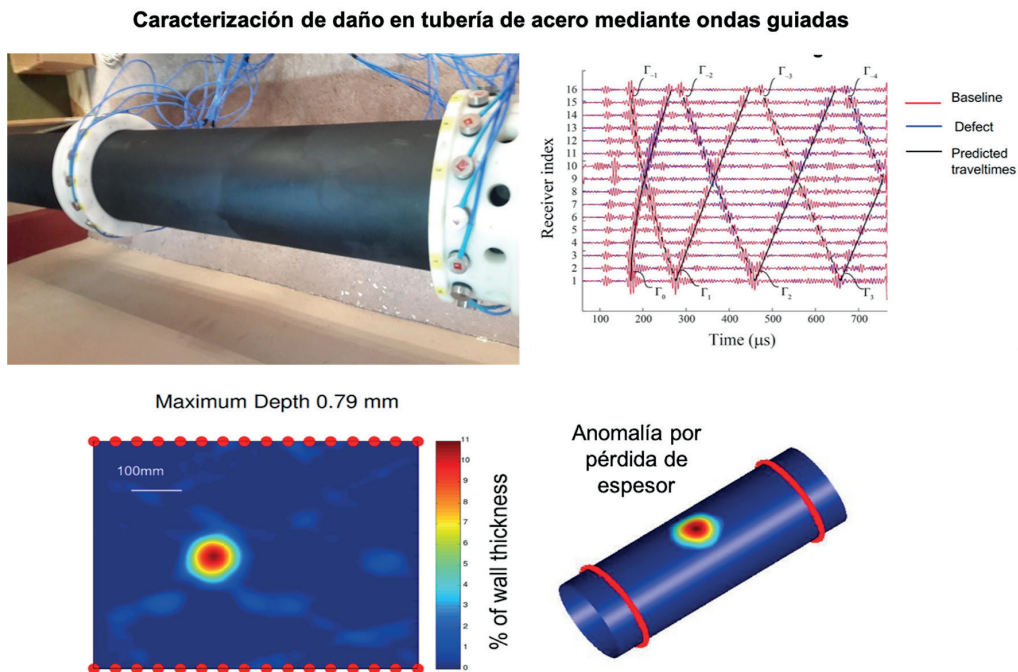 Caracterización de daño en tubería de acero mediante ondas guiadas
Γ₋₁
Γ₋₂
Γ₋₃
Γ₋₄
16
15
14
13
12
11
10
9
8
7
6
5
4
3
2
1
Receiver index
Γ₀
Γ₁
Γ₂
Γ₃
100
200
300
400
500
600
700
Time (μs)
Baseline
Defect
Predicted
traveltimes
Maximum Depth 0.79 mm
100mm
11
10
9
8
7
6
5
4
3
2
1
0
% of wall thickness
Anomalía por
pérdida de
espesor